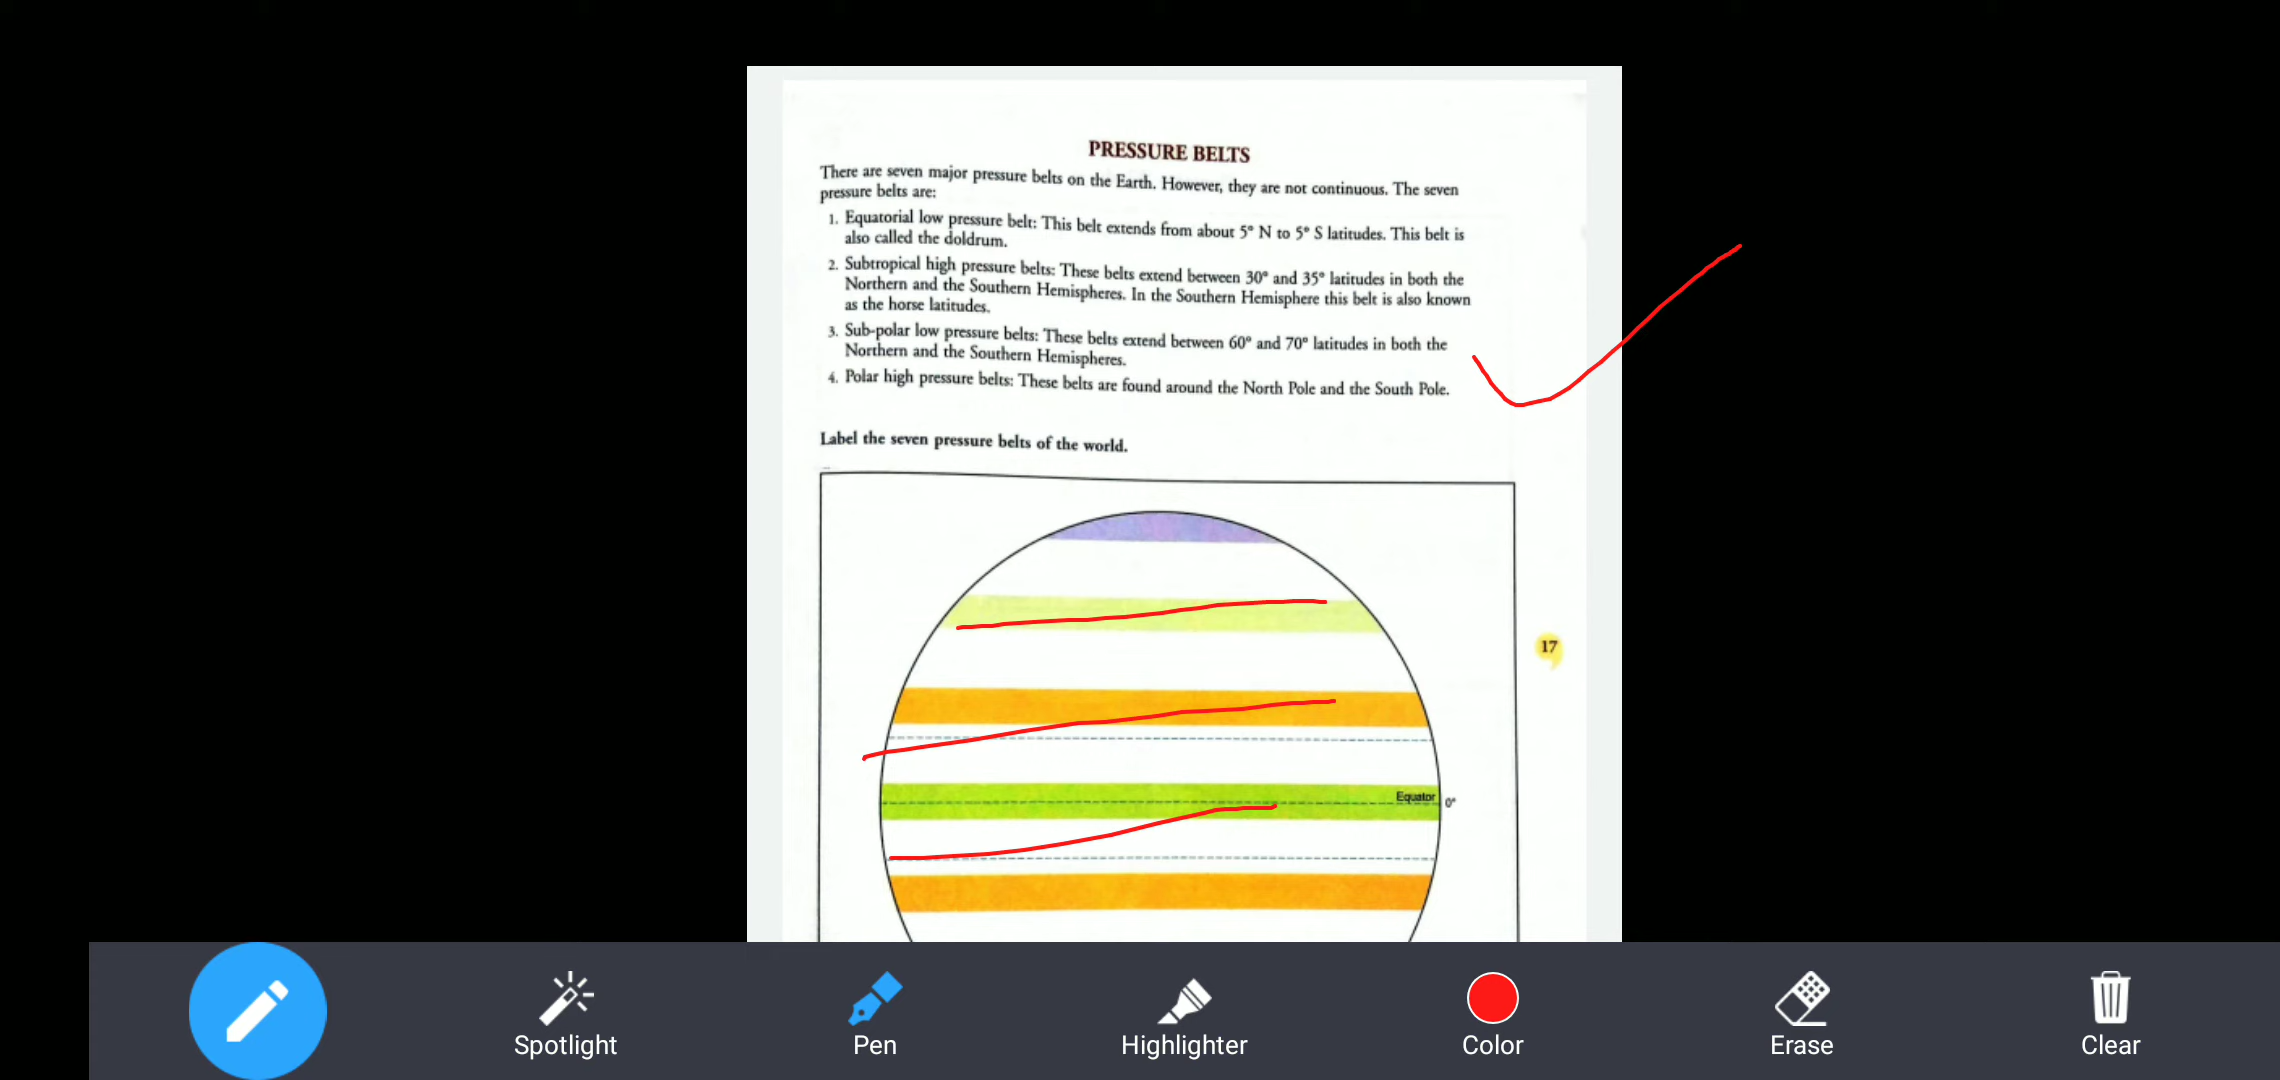 PRESSURE BELTS
There are seven major pressure belts on the Earth. However, they are not continuous. The seven
pressure belts are:
1. Equatorial low pressure belt: This belt extends from about 5° N to 5° S latitudes. This belt is
also called the doldrum.
2. Subtropical high pressure belts: These belts extend between 30° and 35° latitudes in both the
Northern and the Southern Hemispheres. In the Southern Hemisphere this belt is also known
as the horse latitudes.
3. Sub-polar low pressure belts: These belts extend between 60° and 70° latitudes in both the
Northern and the Southern Hemispheres.
4. Polar high pressure belts: These belts are found around the North Pole and the South Pole.
Label the seven pressure belts of the world.
17
Equator 0°
Spotlight Pen Highlighter Color Erase Clear